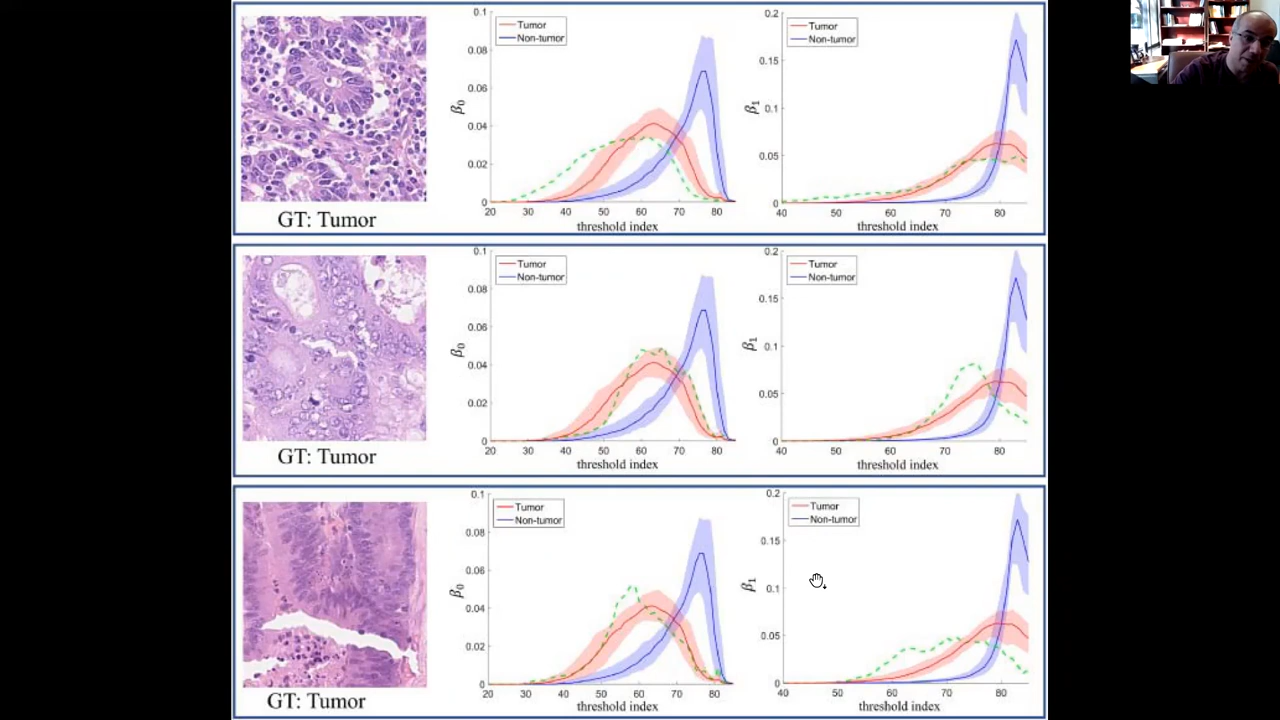 0.1
0.08
0.06
0.04
0.02
0
β0
Tumor
Non-tumor
20 30 40 50 60 70 80
threshold index
0.2
0.15
0.1
0.05
0
β1
Tumor
Non-tumor
40 50 60 70 80
threshold index
GT: Tumor
0.1
0.08
0.06
0.04
0.02
0
β0
Tumor
Non-tumor
20 30 40 50 60 70 80
threshold index
0.2
0.15
0.1
0.05
0
β1
Tumor
Non-tumor
40 50 60 70 80
threshold index
GT: Tumor
0.1
0.08
0.06
0.04
0.02
0
β0
Tumor
Non-tumor
20 30 40 50 60 70 80
threshold index
0.2
0.15
0.1
0.05
0
β1
Tumor
Non-tumor
40 50 60 70 80
threshold index
GT: Tumor